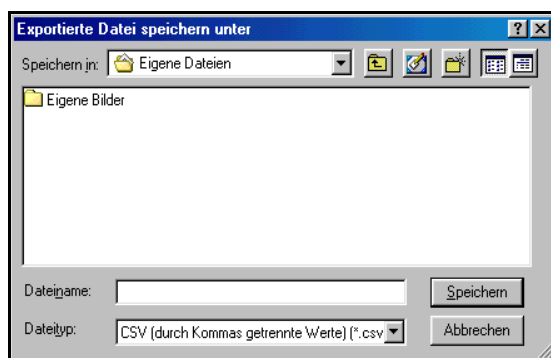 Exportierte Datei speichern unter
Speichern in: Eigene Dateien
Eigene Bilder
Dateiname: Speichern
Dateityp: CSV (durch Kommas getrennte Werte) (*.csv Abbrechen